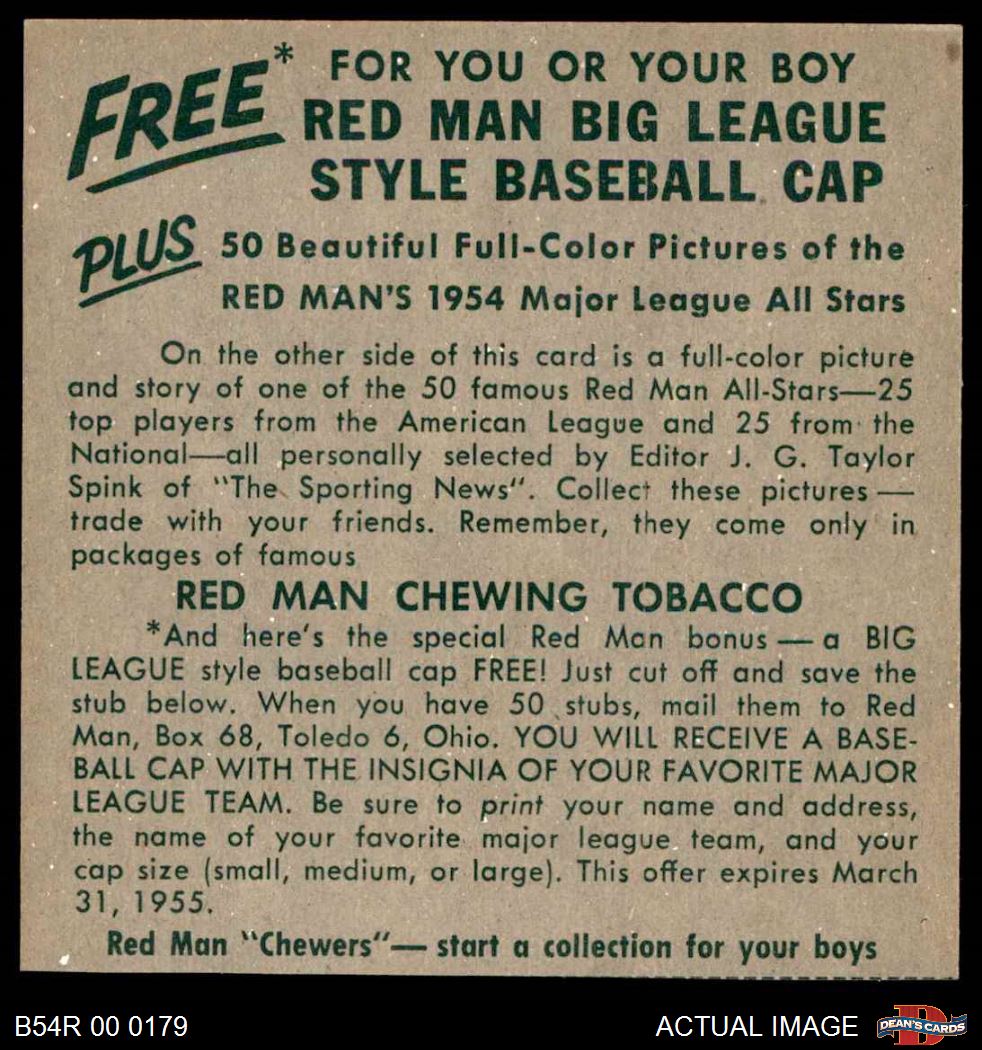 FREE* FOR YOU OR YOUR BOY
RED MAN BIG LEAGUE
STYLE BASEBALL CAP
PLUS 50 Beautiful Full-Color Pictures of the
RED MAN'S 1954 Major League All Stars
On the other side of this card is a full-color picture
and story of one of the 50 famous Red Man All-Stars—25
top players from the American League and 25 from the
National—all personally selected by Editor J. G. Taylor
Spink of "The Sporting News". Collect these pictures —
trade with your friends. Remember, they come only in
packages of famous
RED MAN CHEWING TOBACCO
*And here's the special Red Man bonus — a BIG
LEAGUE style baseball cap FREE! Just cut off and save the
stub below. When you have 50 stubs, mail them to Red
Man, Box 68, Toledo 6, Ohio. YOU WILL RECEIVE A BASE-
BALL CAP WITH THE INSIGNIA OF YOUR FAVORITE MAJOR
LEAGUE TEAM. Be sure to print your name and address,
the name of your favorite major league team, and your
cap size (small, medium, or large). This offer expires March
31, 1955.
Red Man "Chewers"— start a collection for your boys
B54R 00 0179
ACTUAL IMAGE
D
DEAN'S CARDS